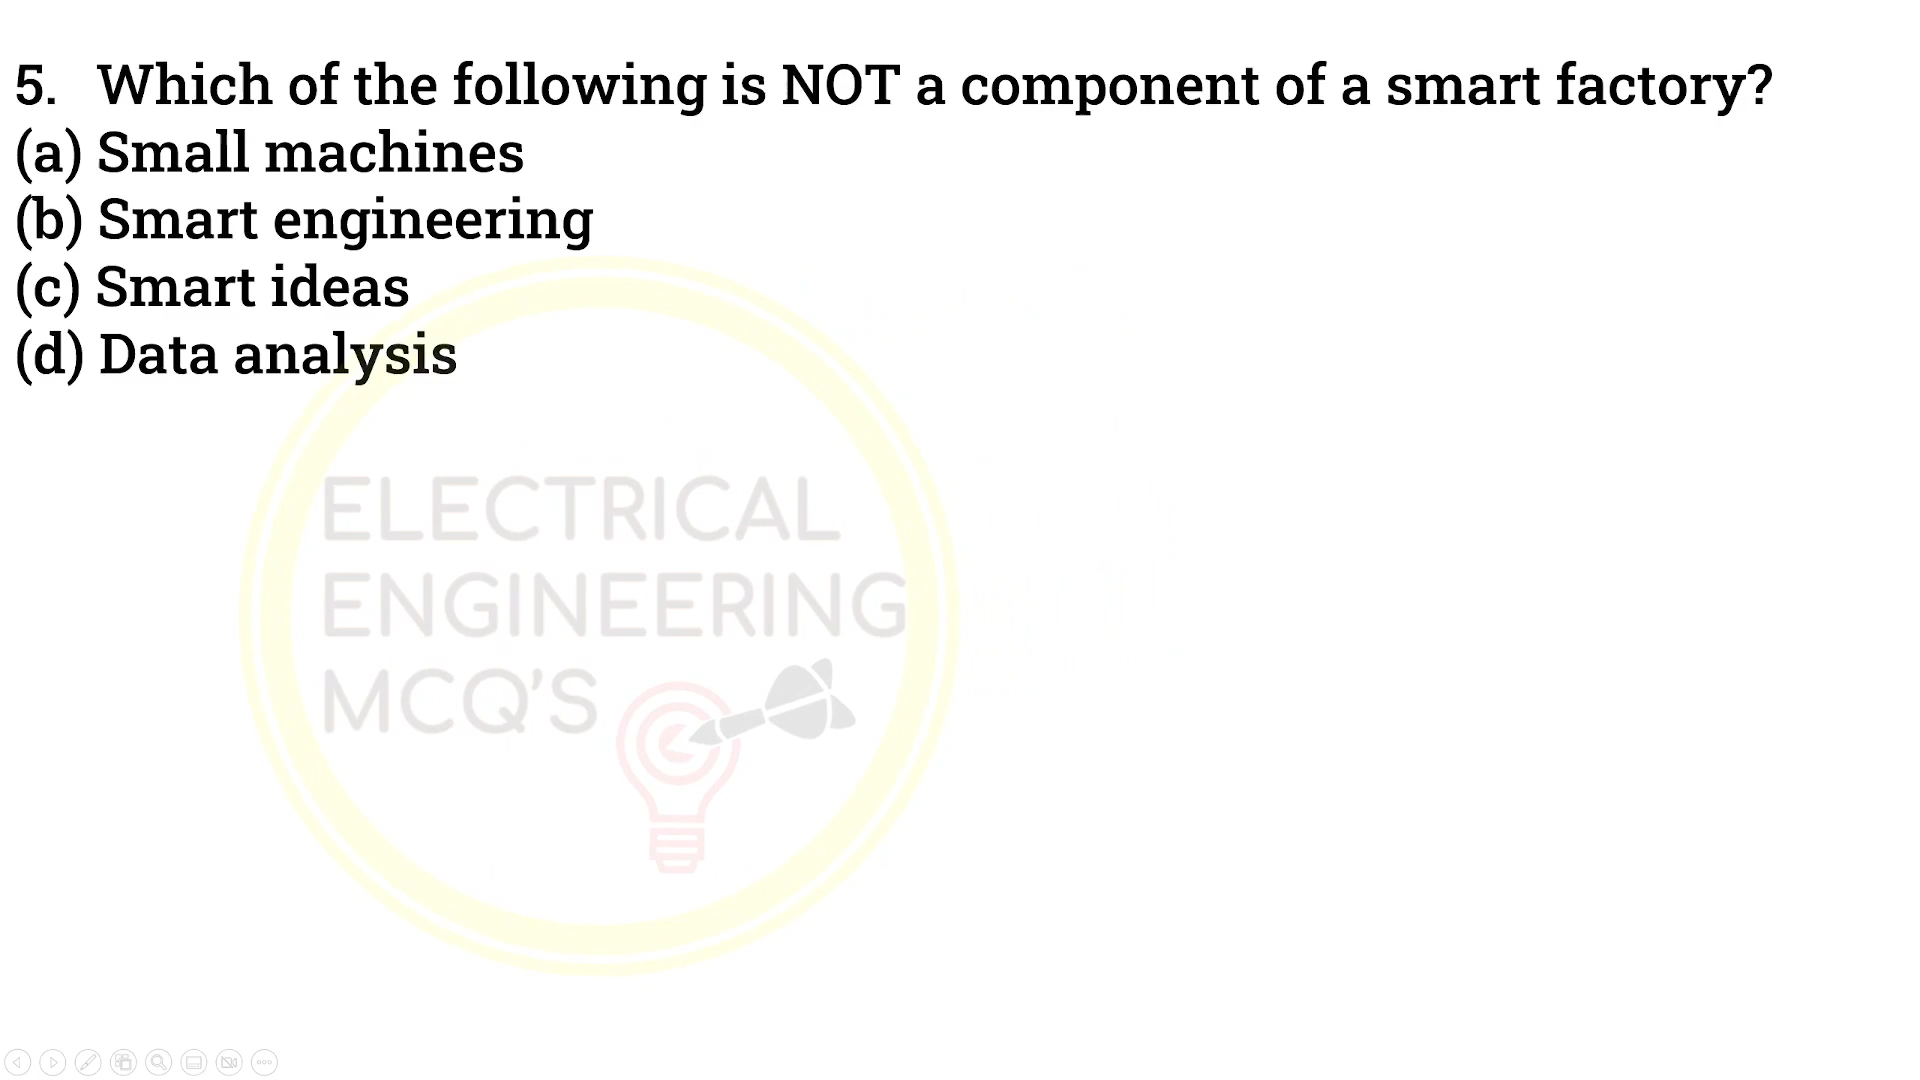 5. Which of the following is NOT a component of a smart factory?
(a) Small machines
(b) Smart engineering
(c) Smart ideas
(d) Data analysis
ELECTRICAL
ENGINEERING
MCQ'S